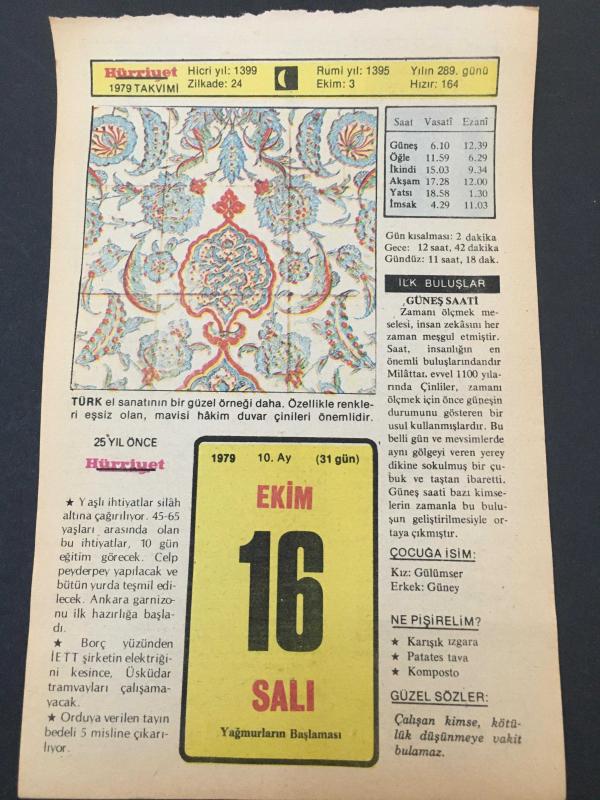 Hürriyet
1979 TAKVİMİ
Hicri yıl: 1399
Zilkade: 24
Rumi yıl: 1395
Ekim: 3
Yılın 289. günü
Hızır: 164
Saat Vasatî Ezanî
Güneş 6.10 12.39
Öğle 11.59 6.29
İkindi 15.03 9.34
Akşam 17.28 12.00
Yatsı 18.58 1.30
İmsak 4.29 11.03
Gün kısalması: 2 dakika
Gece: 12 saat, 42 dakika
Gündüz: 11 saat, 18 dak.
TÜRK el sanatının bir güzel örneği daha. Özellikle renkle-
ri eşsiz olan, mavisi hâkim duvar çinileri önemlidir.
İLK BULUŞLAR
GÜNEŞ SAATİ
Zamanı ölçmek me-
selesi, insan zekâsını her
zaman meşgul etmiştir.
Saat, insanlığın en
önemli buluşlarındandır
Milâttan evvel 1100 yıla-
rında Çinliler, zamanı
ölçmek için önce güneşin
durumunu gösteren bir
usul kullanmışlardır. Bu
belli gün ve mevsimlerde
aynı gölgeyi veren yerey
dikine sokulmuş bir çu-
buk ve taştan ibaretti.
Güneş saati bazı kimse-
lerin zamanla bu bulu-
şun geliştirilmesiyle or-
taya çıkmıştır.
ÇOCUĞA İSİM:
Kız: Gülümser
Erkek: Güney
NE PİŞİRELİM?
★ Karışık ızgara
★ Patates tava
★ Komposto
GÜZEL SÖZLER:
Çalışan kimse, kötü-
lük düşünmeye vakit
bulamaz.
25 YIL ÖNCE
Hürriyet
★ Yaşlı ihtiyatlar silâh
altına çağrılıyor. 45-65
yaşları arasında olan
bu ihtiyatlar, 10 gün
eğitim görecek. Celp
peyderpey yapılacak ve
bütün yurda teşmil edi-
lecek. Ankara garnizo-
nu ilk hazırlığa başla-
dı.
★ Borç yüzünden
İETT şirketin elektriği-
ni kesince, Üsküdar
tramvayları çalışama-
yacak.
★ Orduya verilen tayın
bedeli 5 misline çıkarı-
lıyor.
1979 10. Ay (31 gün)
EKİM
16
SALI
Yağmurların Başlaması